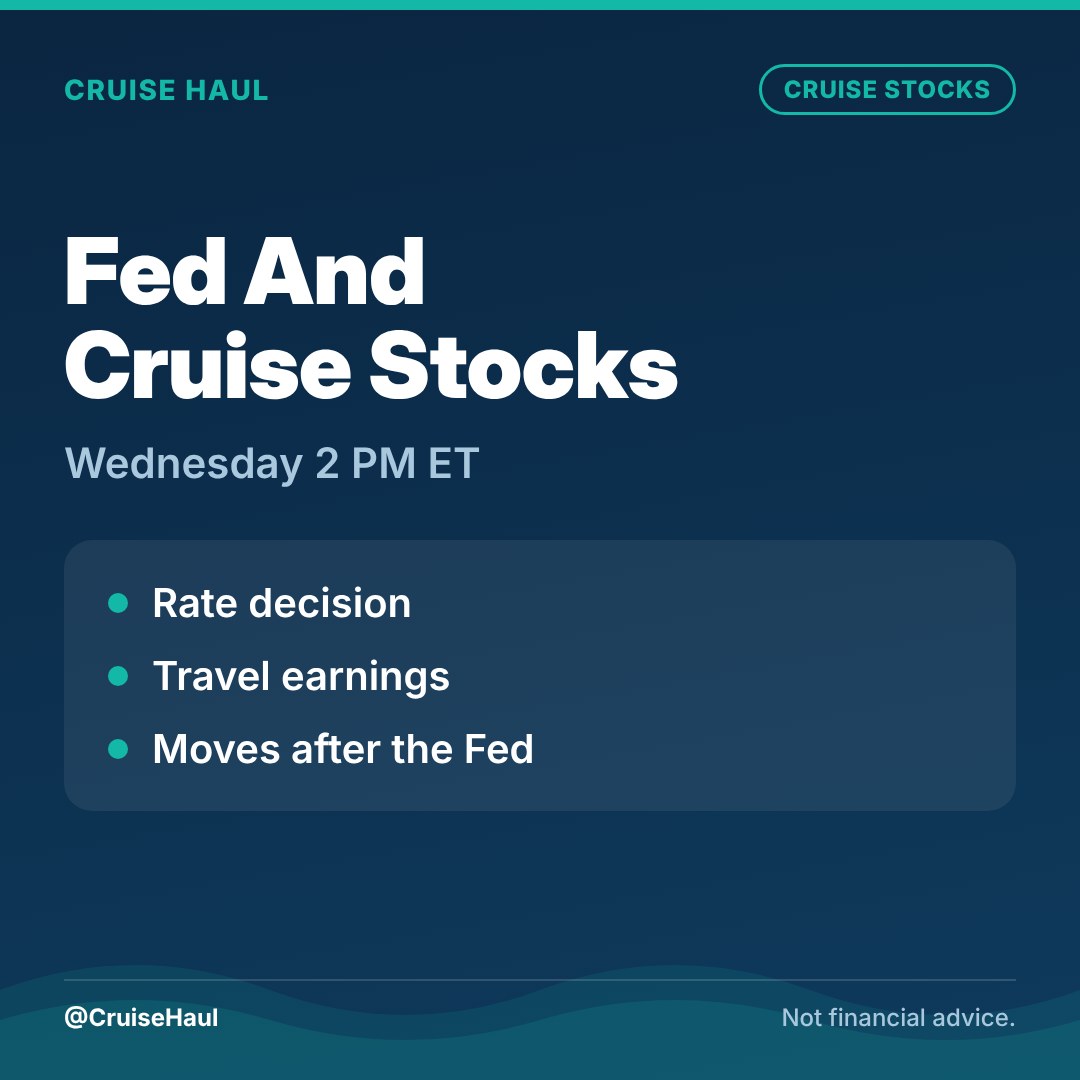 CRUISE HAUL
CRUISE STOCKS
Fed And
Cruise Stocks
Wednesday 2 PM ET
Rate decision
Travel earnings
Moves after the Fed
@CruiseHaul
Not financial advice.